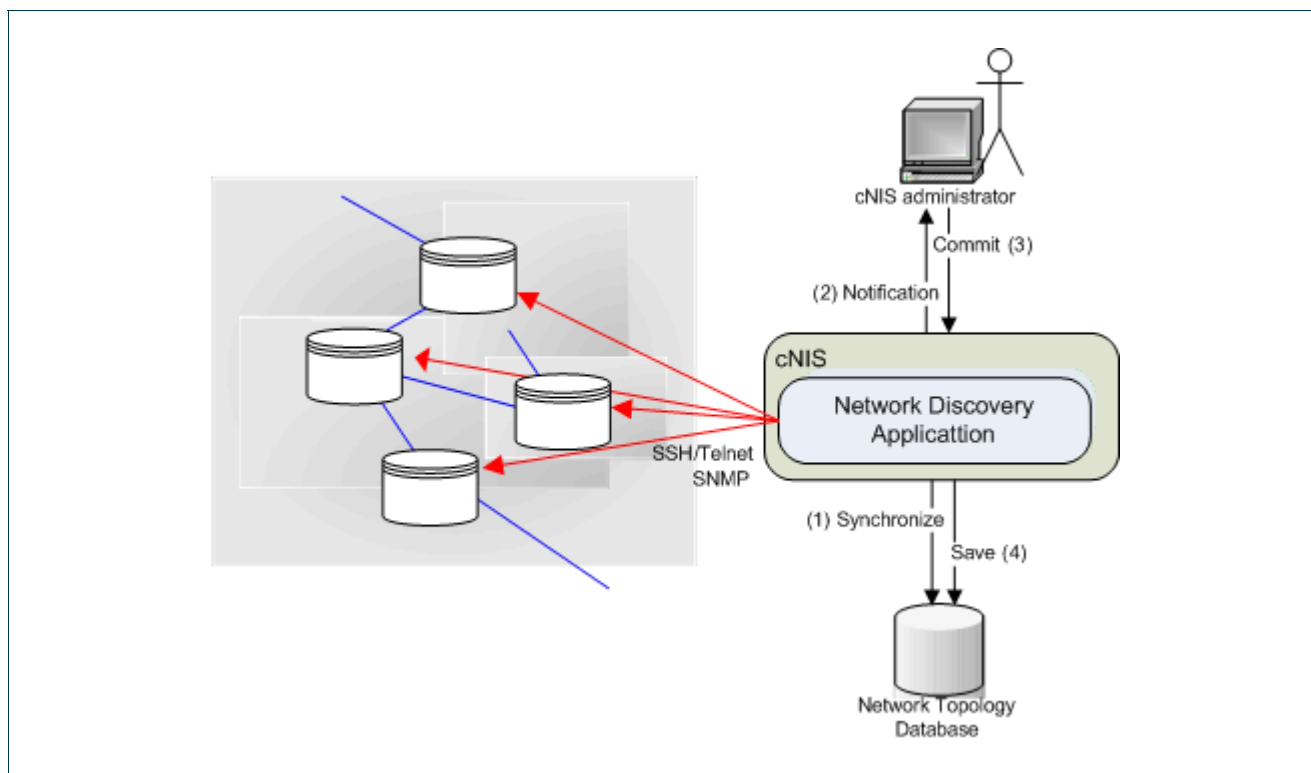 cNIS administrator
Commit (3)
(2) Notification
cNIS
Network Discovery
Applicattion
SSH/Telnet
SNMP
(1) Synchronize
Save (4)
Network Topology
Database